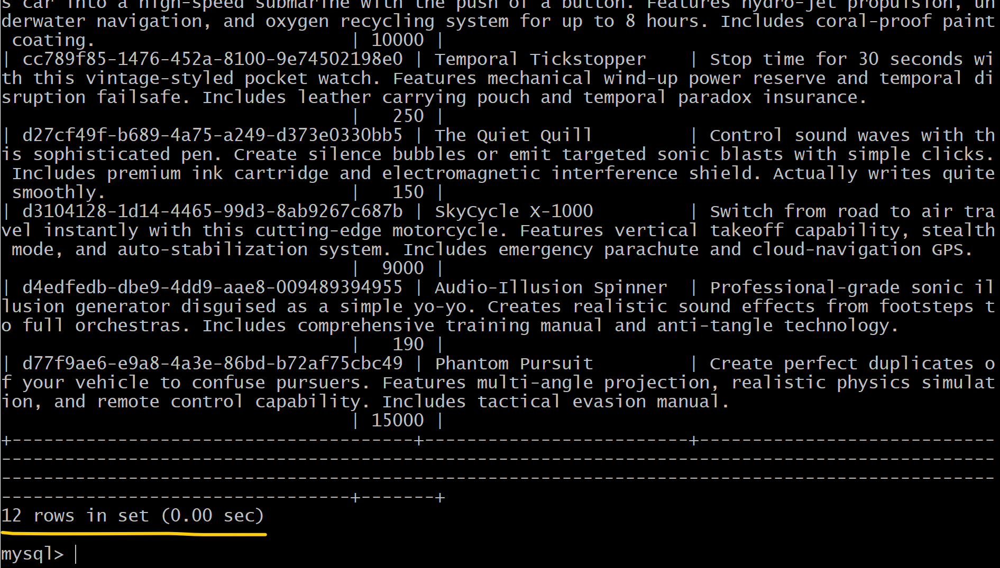 s car into a high-speed submarine with the push of a button. Features hydro-jet propulsion, un
derwater navigation, and oxygen recycling system for up to 8 hours. Includes coral-proof paint
 coating.                        | 10000 |
| cc789f85-1476-452a-8100-9e74502198e0 | Temporal Tickstopper    | Stop time for 30 seconds wi
th this vintage-styled pocket watch. Features mechanical wind-up power reserve and temporal di
sruption failsafe. Includes leather carrying pouch and temporal paradox insurance.
                                 |   250 |
| d27cf49f-b689-4a75-a249-d373e0330bb5 | The Quiet Quill         | Control sound waves with th
is sophisticated pen. Create silence bubbles or emit targeted sonic blasts with simple clicks.
 Includes premium ink cartridge and electromagnetic interference shield. Actually writes quite
 smoothly.                       |   150 |
| d3104128-1d14-4465-99d3-8ab9267c687b | SkyCycle X-1000         | Switch from road to air tra
vel instantly with this cutting-edge motorcycle. Features vertical takeoff capability, stealth
 mode, and auto-stabilization system. Includes emergency parachute and cloud-navigation GPS.
                                 |  9000 |
| d4edfedb-dbe9-4dd9-aae8-009489394955 | Audio-Illusion Spinner  | Professional-grade sonic il
lusion generator disguised as a simple yo-yo. Creates realistic sound effects from footsteps t
o full orchestras. Includes comprehensive training manual and anti-tangle technology.
                                 |   190 |
| d77f9ae6-e9a8-4a3e-86bd-b72af75cbc49 | Phantom Pursuit         | Create perfect duplicates o
f your vehicle to confuse pursuers. Features multi-angle projection, realistic physics simulat
ion, and remote control capability. Includes tactical evasion manual.
                                 | 15000 |
+--------------------------------------+-------------------------+----------------------------
----------------------------------------------------------------------------------------------
----------------------------------------------------------------------------------------------
---------------------------------+-------+
12 rows in set (0.00 sec)
mysql>